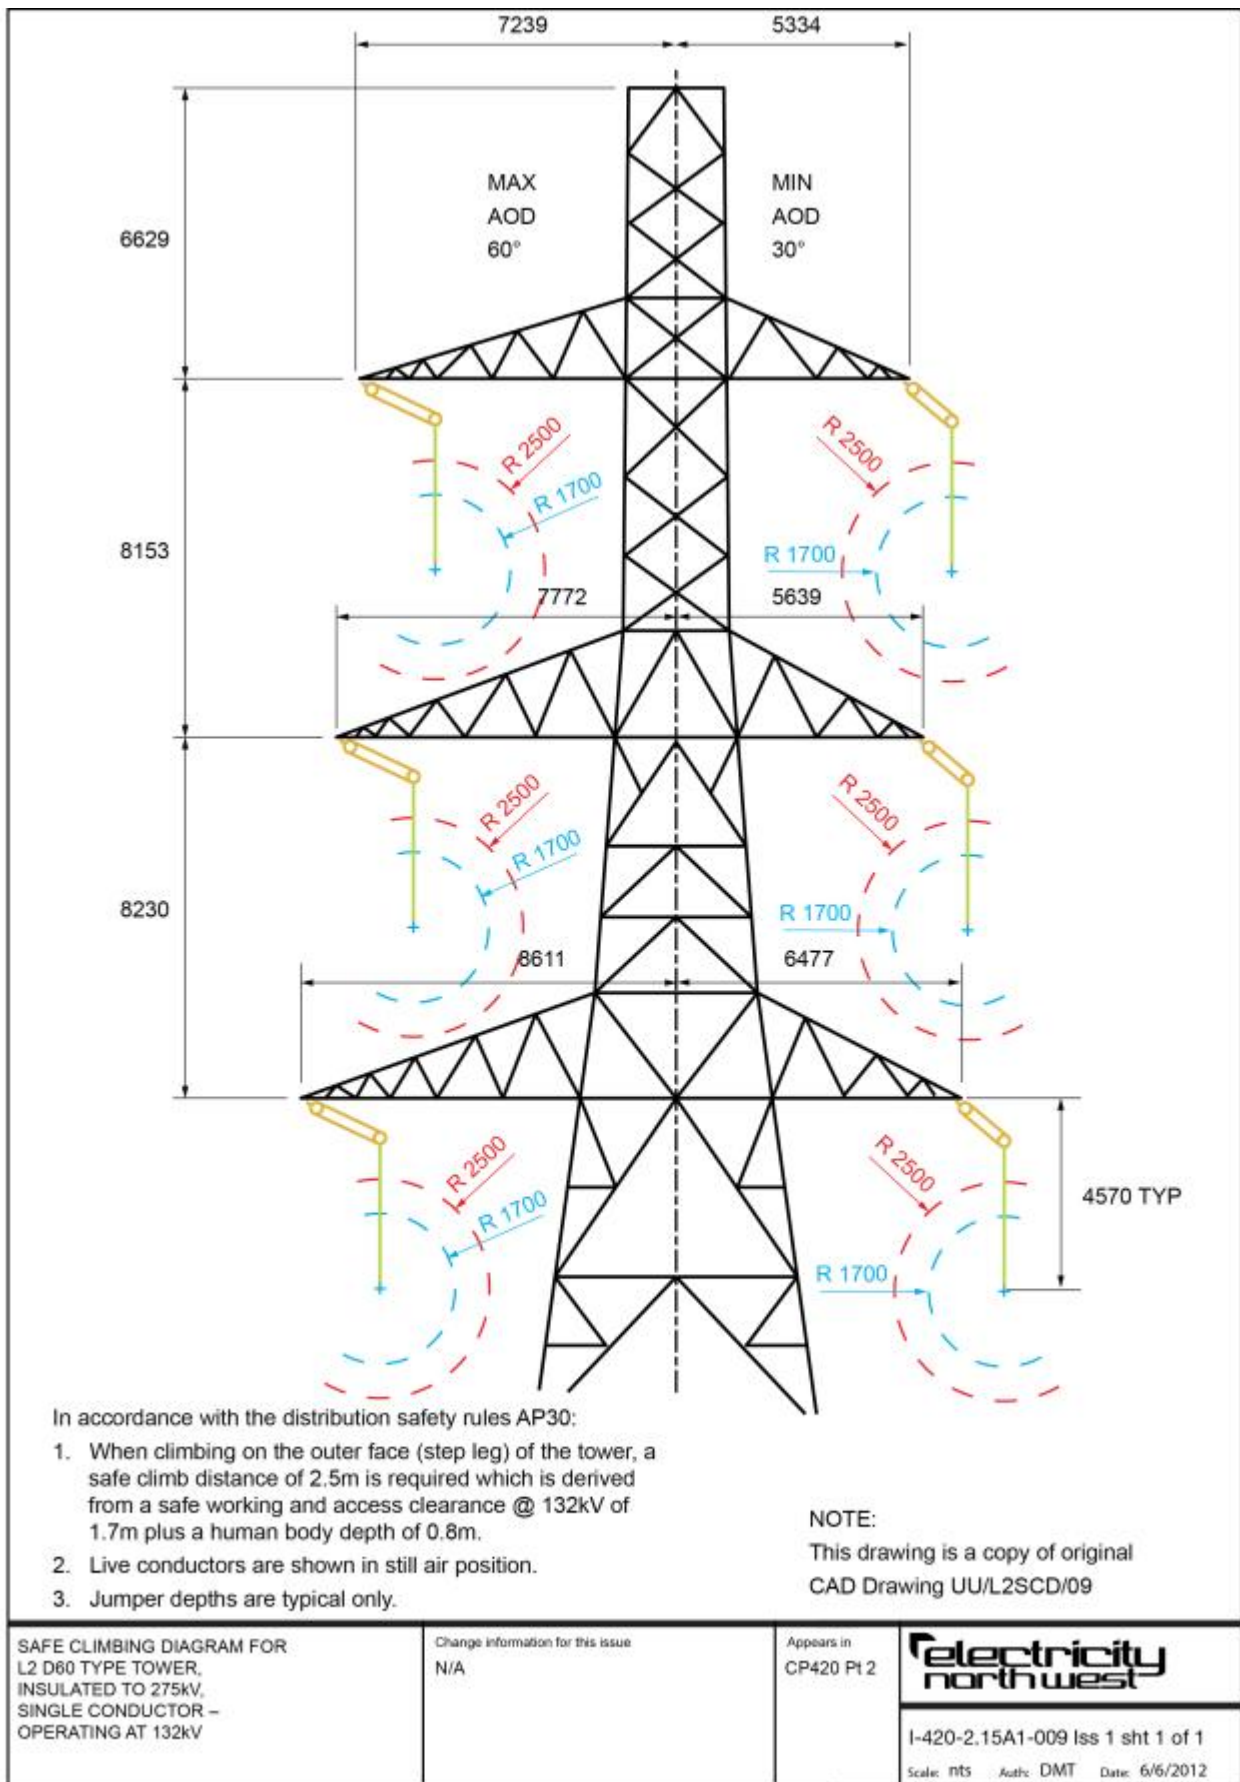 7239
5334
MAX
AOD
60°
MIN
AOD
30°
6629
R 2500
R 1700
R 2500
R 1700
8153
7772
5639
R 2500
R 1700
R 2500
R 1700
8230
8611
6477
R 2500
R 1700
R 2500
R 1700
4570 TYP
In accordance with the distribution safety rules AP30:
1. When climbing on the outer face (step leg) of the tower, a
safe climb distance of 2.5m is required which is derived
from a safe working and access clearance @ 132kV of
1.7m plus a human body depth of 0.8m.
2. Live conductors are shown in still air position.
3. Jumper depths are typical only.
NOTE:
This drawing is a copy of original
CAD Drawing UU/L2SCD/09
SAFE CLIMBING DIAGRAM FOR
L2 D60 TYPE TOWER,
INSULATED TO 275kV,
SINGLE CONDUCTOR –
OPERATING AT 132kV
Change information for this issue
N/A
Appears in
CP420 Pt 2
electricity
northwest
I-420-2.15A1-009 Iss 1 sht 1 of 1
Scale: nts Auth: DMT Date: 6/6/2012